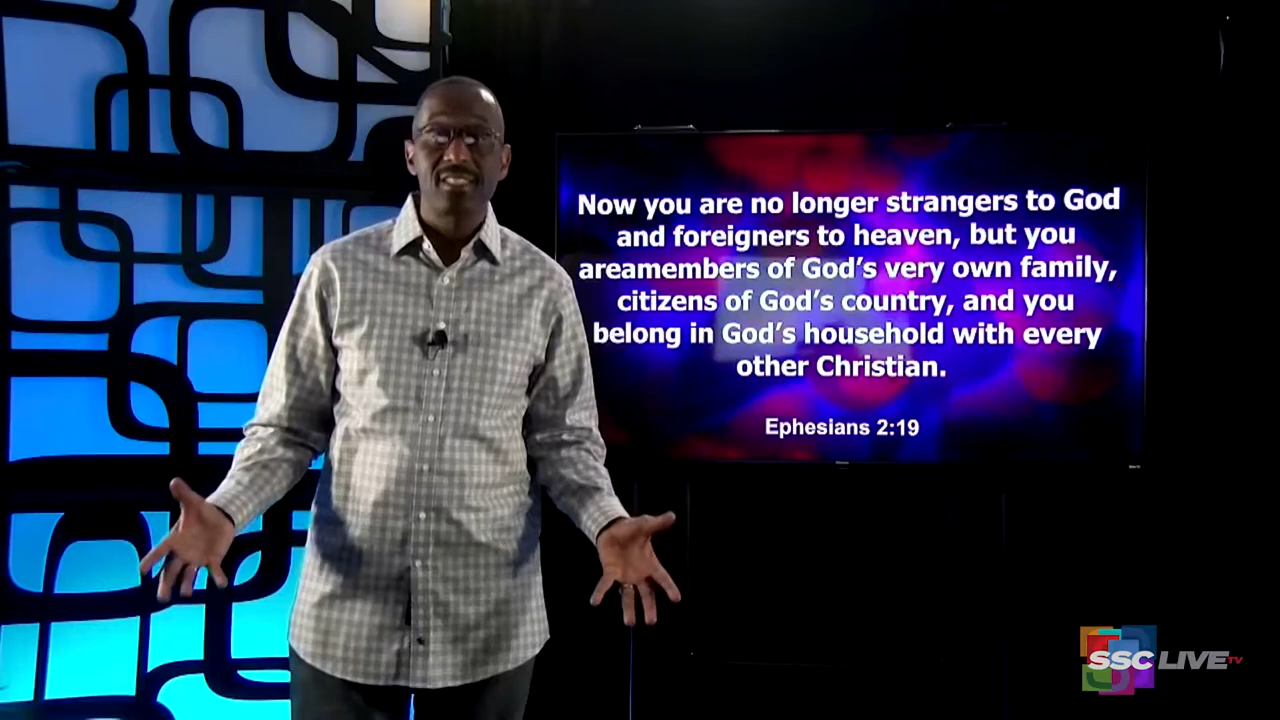 Now you are no longer strangers to God
and foreigners to heaven, but you
areamembers of God's very own family,
citizens of God's country, and you
belong in God's household with every
other Christian.
Ephesians 2:19
SSC LIVE TV